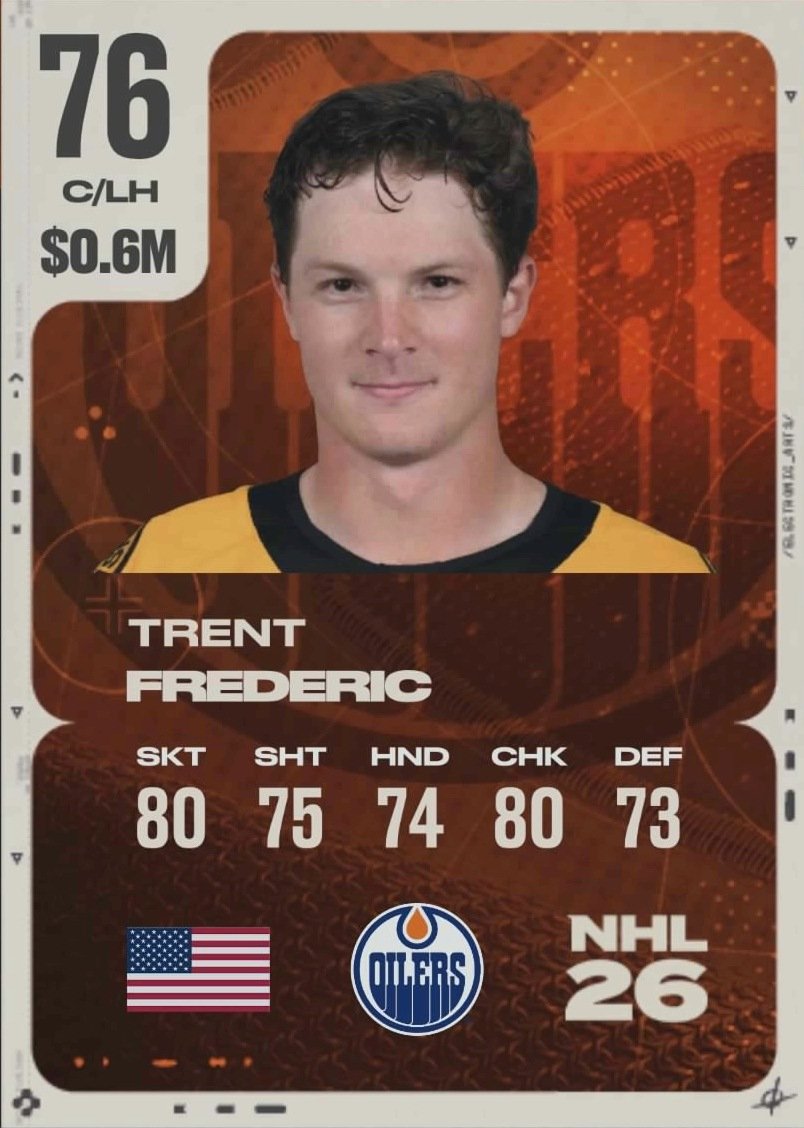 76
C/LH
$0.6M
OILERS
TRENT
FREDERIC
SKT SHT HND CHK DEF
80 75 74 80 73
OILERS
NHL
26